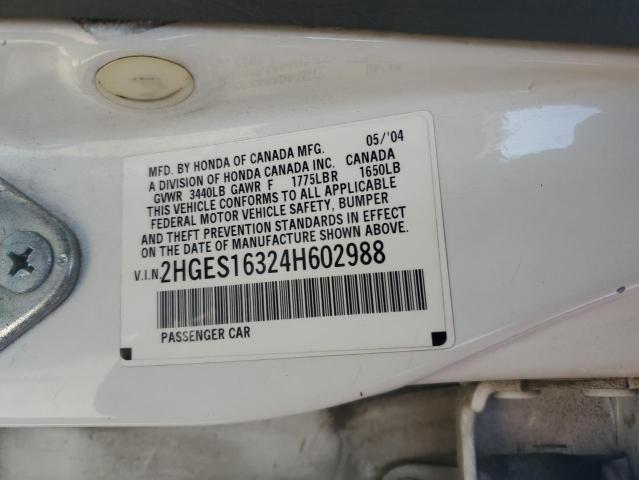 MFD. BY HONDA OF CANADA MFG. 05/'04
A DIVISION OF HONDA CANADA INC. CANADA
GVWR 3440LB GAWR F 1775LB R 1650LB
THIS VEHICLE CONFORMS TO ALL APPLICABLE
FEDERAL MOTOR VEHICLE SAFETY, BUMPER
AND THEFT PREVENTION STANDARDS IN EFFECT
ON THE DATE OF MANUFACTURE SHOWN ABOVE.
V.I.N. 2HGES16324H602988
PASSENGER CAR